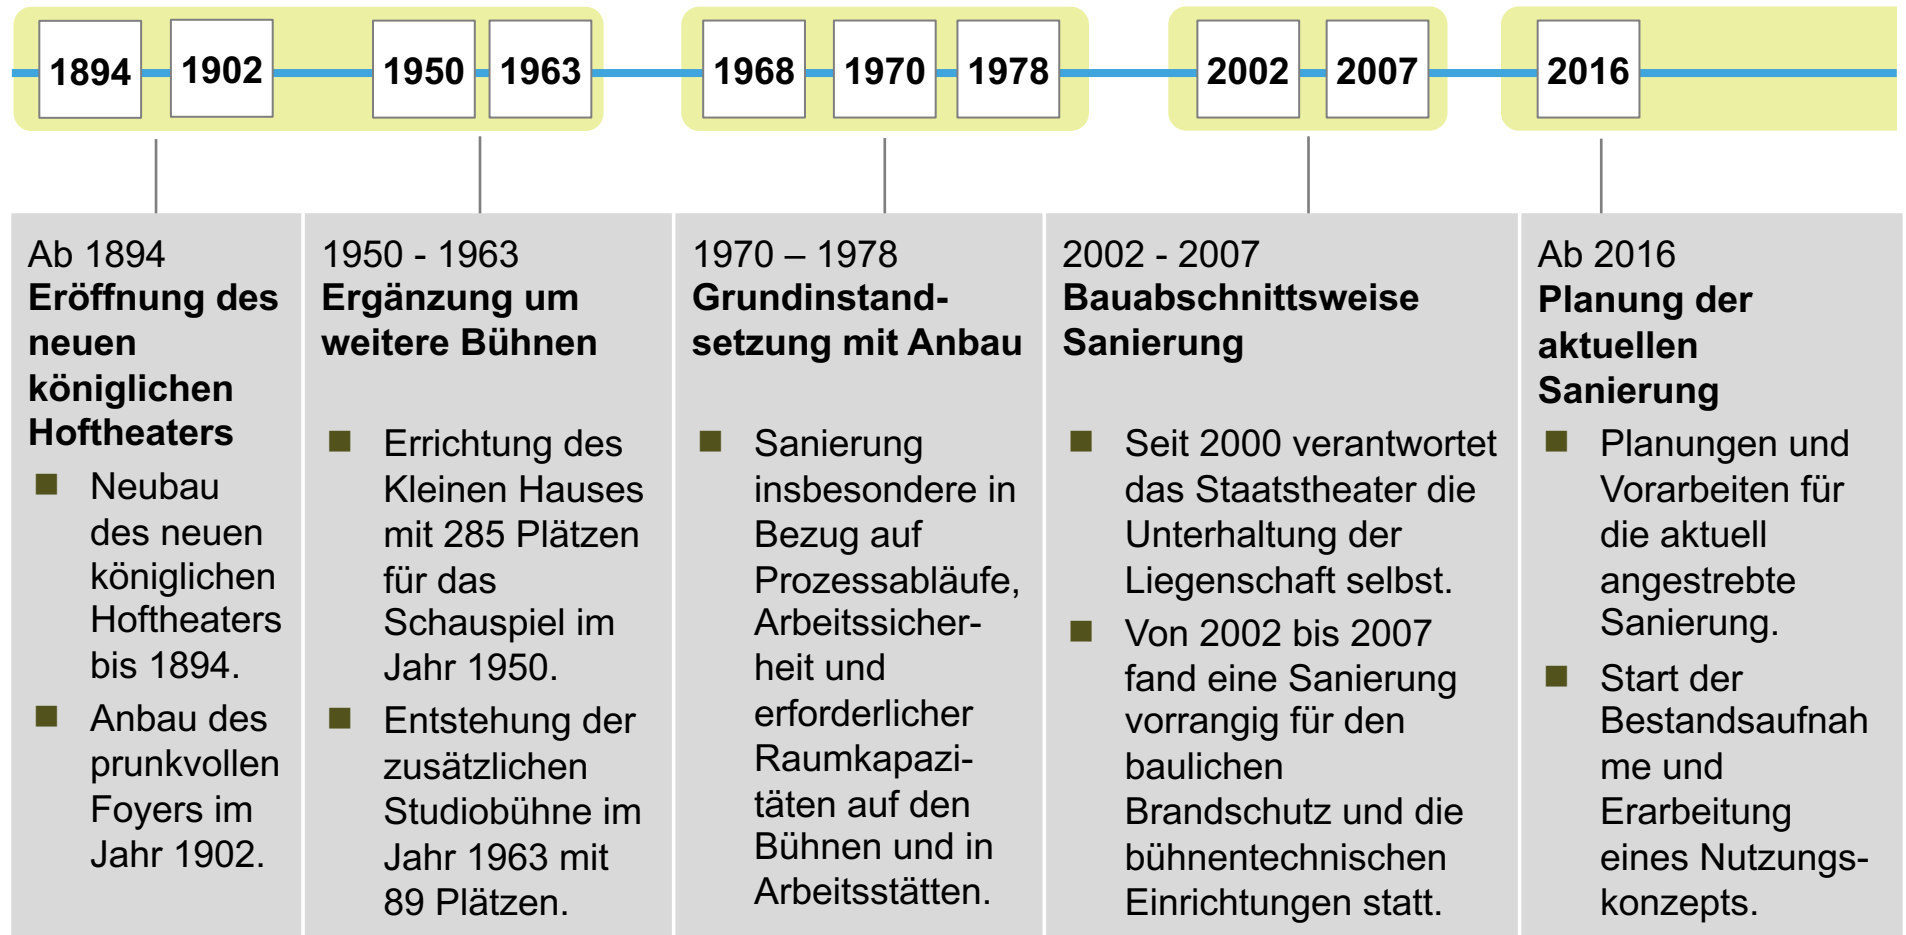 1894 1902 1950 1963 1968 1970 1978 2002 2007 2016
Ab 1894
Eröffnung des
neuen
königlichen
Hoftheaters
Neubau
des neuen
königlichen
Hoftheaters
bis 1894.
Anbau des
prunkvollen
Foyers im
Jahr 1902.
1950 - 1963
Ergänzung um
weitere Bühnen
Errichtung des
Kleinen Hauses
mit 285 Plätzen
für das
Schauspiel im
Jahr 1950.
Entstehung der
zusätzlichen
Studiobühne im
Jahr 1963 mit
89 Plätzen.
1970 – 1978
Grundinstand-
setzung mit Anbau
Sanierung
insbesondere in
Bezug auf
Prozessabläufe,
Arbeitssicher-
heit und
erforderlicher
Raumkapazi-
täten auf den
Bühnen und in
Arbeitsstätten.
2002 - 2007
Bauabschnittsweise
Sanierung
Seit 2000 verantwortet
das Staatstheater die
Unterhaltung der
Liegenschaft selbst.
Von 2002 bis 2007
fand eine Sanierung
vorrangig für den
baulichen
Brandschutz und die
bühnentechnischen
Einrichtungen statt.
Ab 2016
Planung der
aktuellen
Sanierung
Planungen und
Vorarbeiten für
die aktuell
angestrebte
Sanierung.
Start der
Bestandsaufnah
me und
Erarbeitung
eines Nutzungs-
konzepts.